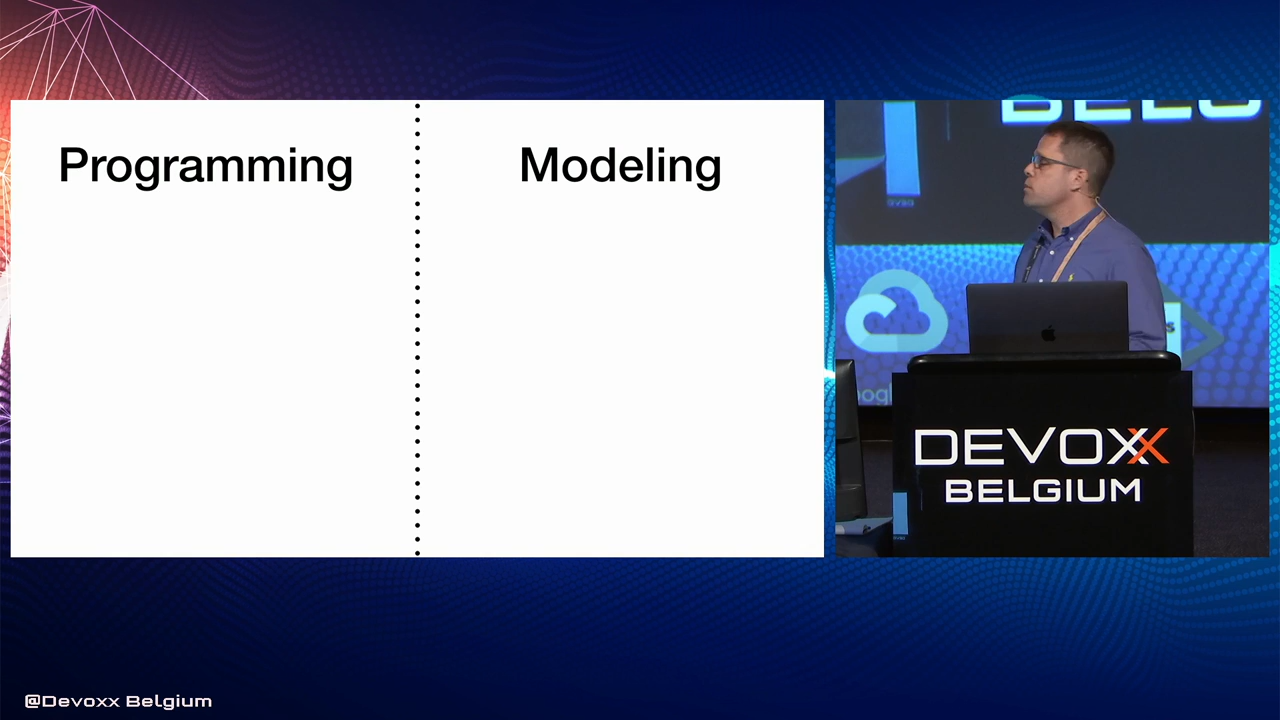 Programming
Modeling
DEVOXX
BELGIUM
@Devoxx Belgium